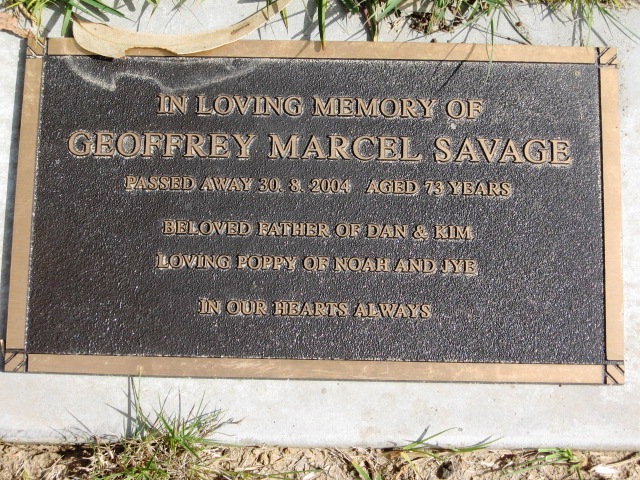 IN LOVING MEMORY OF
GEOFFREY MARCEL SAVAGE
PASSED AWAY 30. 8. 2004 AGED 73 YEARS
BELOVED FATHER OF DAN & KIM
LOVING POPPY OF NOAH AND JYE
IN OUR HEARTS ALWAYS